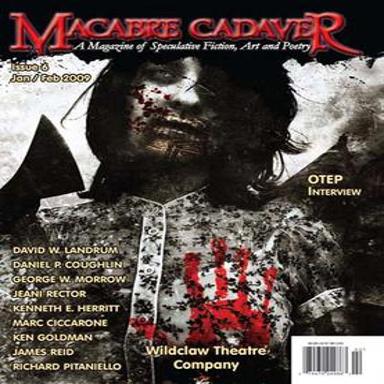 MACABRE CADAVER
A Magazine of Speculative Fiction, Art and Poetry
Issue 6
Jan / Feb 2009
OTEP
INTERVIEW
DAVID W. LANDRUM
DANIEL P. COUGHLIN
GEORGE W. MORROW
JEANI RECTOR
KENNETH E. HERRITT
MARC CICCARONE
KEN GOLDMAN
JAMES REID
RICHARD PITANIELLO
Wildclaw Theatre
Company